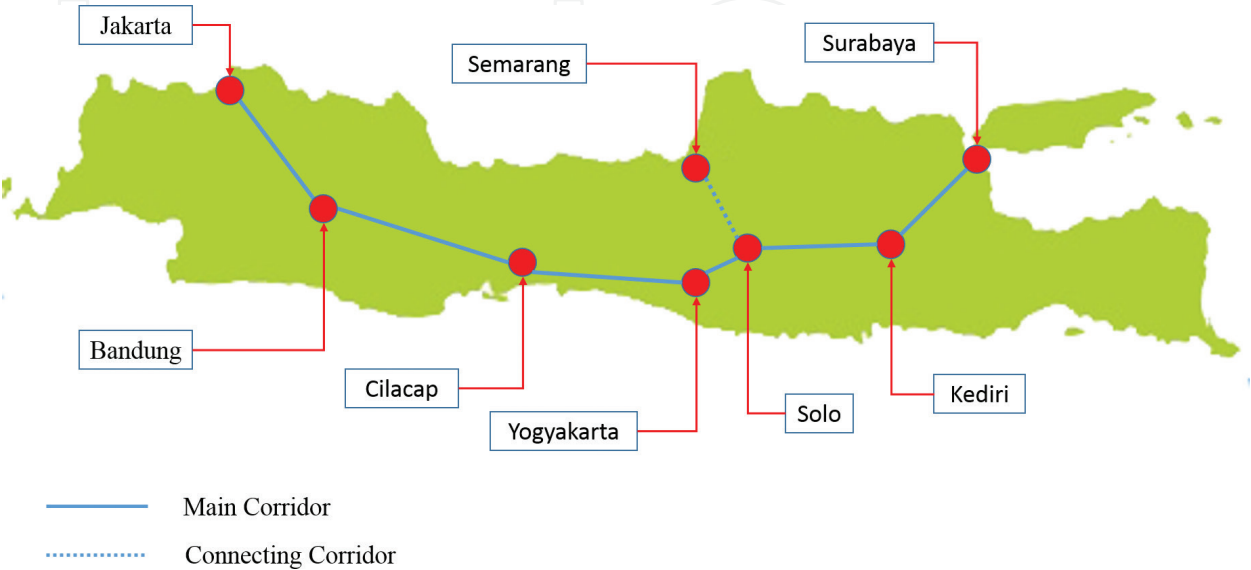 Jakarta
Surabaya
Semarang
Bandung
Cilacap
Kediri
Solo
Yogyakarta
Main Corridor
Connecting Corridor